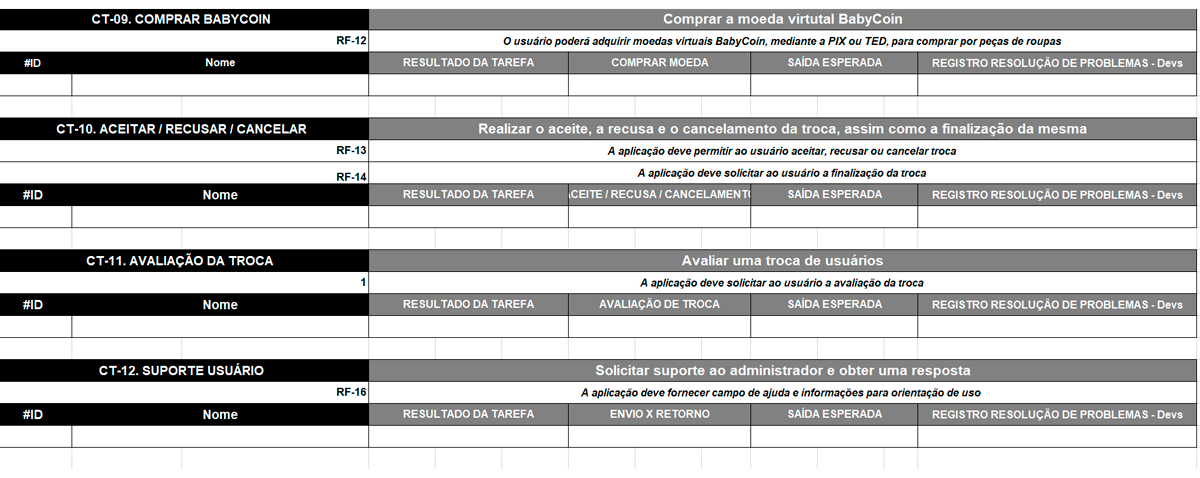 CT-09. COMPRAR BABYCOIN Comprar a moeda virtutal BabyCoin
RF-12 O usuário poderá adquirir moedas virtuais BabyCoin, mediante a PIX ou TED, para comprar por peças de roupas
#ID Nome RESULTADO DA TAREFA COMPRAR MOEDA SAÍDA ESPERADA REGISTRO RESOLUÇÃO DE PROBLEMAS - Devs
CT-10. ACEITAR / RECUSAR / CANCELAR Realizar o aceite, a recusa e o cancelamento da troca, assim como a finalização da mesma
RF-13 A aplicação deve permitir ao usuário aceitar, recusar ou cancelar troca
RF-14 A aplicação deve solicitar ao usuário a finalização da troca
#ID Nome RESULTADO DA TAREFA ACEITE / RECUSA / CANCELAMENTO SAÍDA ESPERADA REGISTRO RESOLUÇÃO DE PROBLEMAS - Devs
CT-11. AVALIAÇÃO DA TROCA Avaliar uma troca de usuários
1 A aplicação deve solicitar ao usuário a avaliação da troca
#ID Nome RESULTADO DA TAREFA AVALIAÇÃO DE TROCA SAÍDA ESPERADA REGISTRO RESOLUÇÃO DE PROBLEMAS - Devs
CT-12. SUPORTE USUÁRIO Solicitar suporte ao administrador e obter uma resposta
RF-16 A aplicação deve fornecer campo de ajuda e informações para orientação de uso
#ID Nome RESULTADO DA TAREFA ENVIO X RETORNO SAÍDA ESPERADA REGISTRO RESOLUÇÃO DE PROBLEMAS - Devs